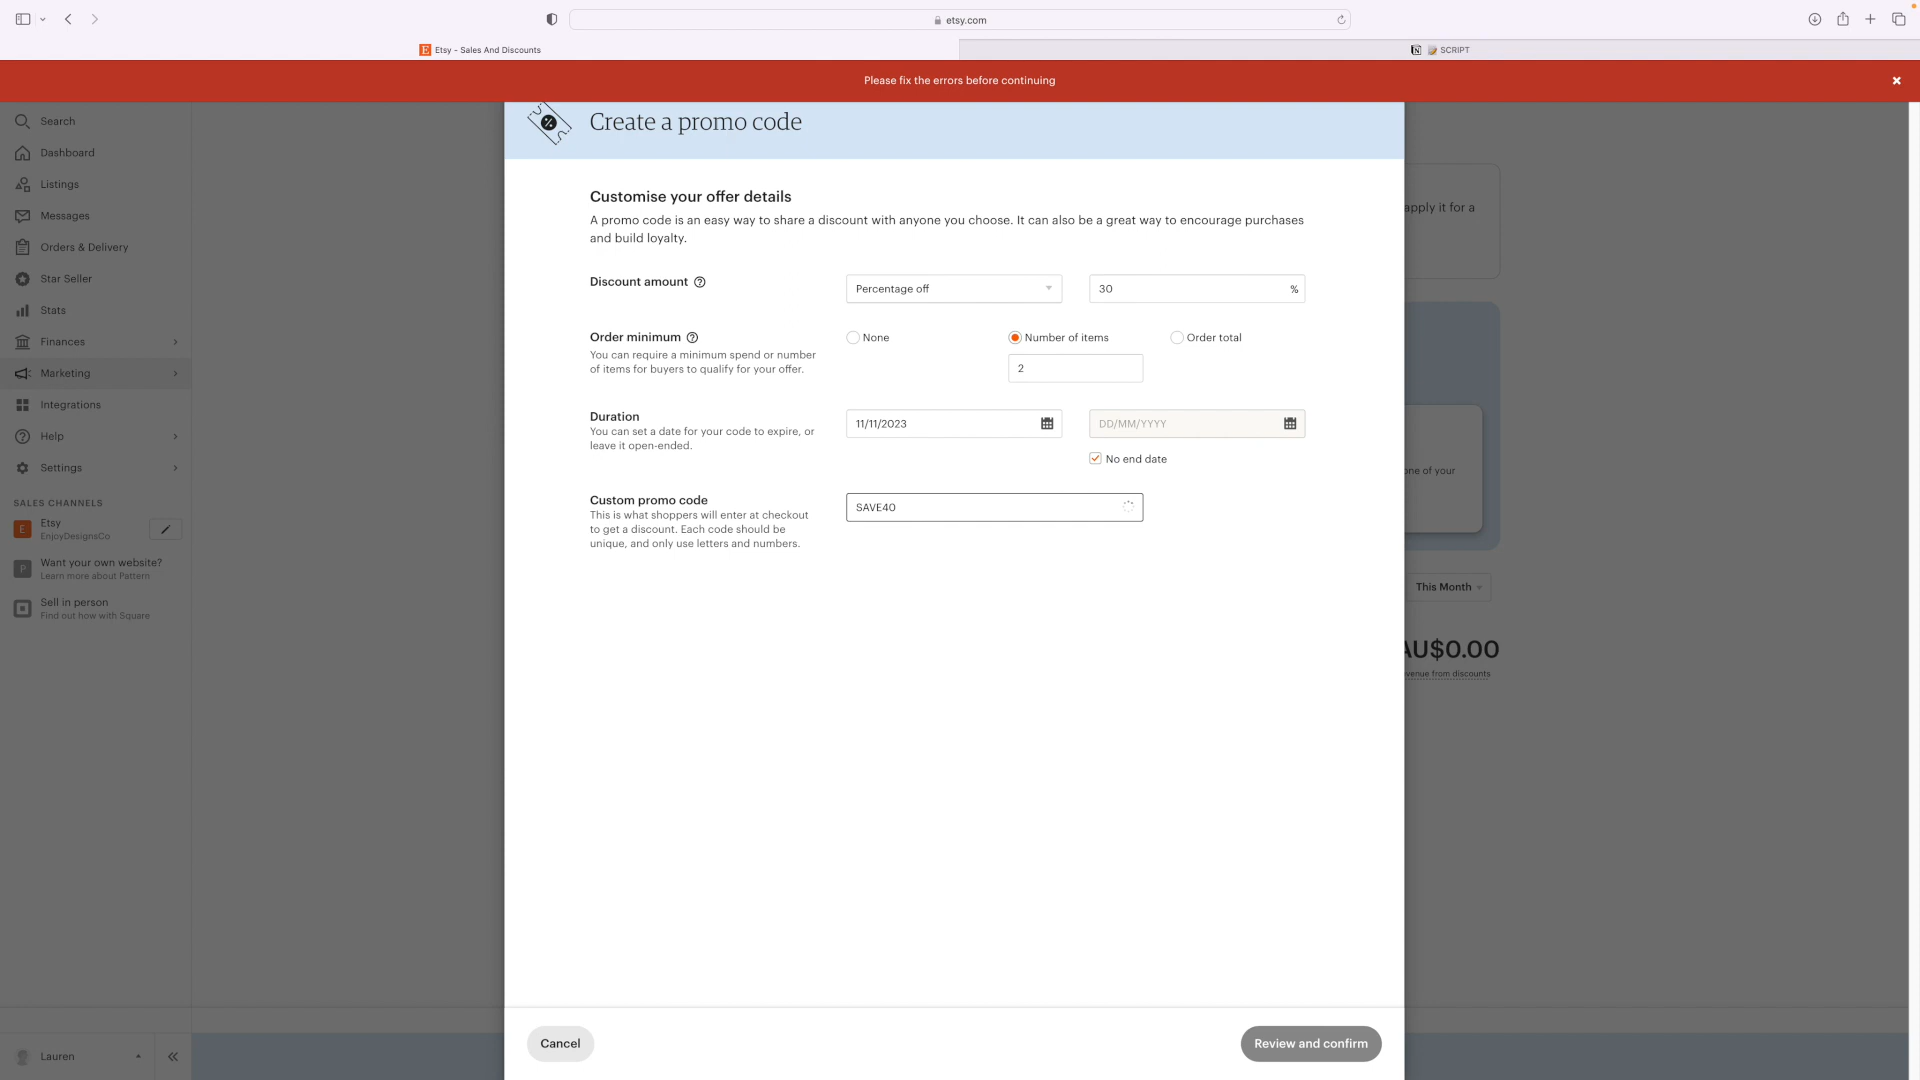 etsy.com
Etsy - Sales And Discounts
SCRIPT
Please fix the errors before continuing
Search
Dashboard
Listings
Messages
Orders & Delivery
Star Seller
Stats
Finances
Marketing
Integrations
Help
Settings
SALES CHANNELS
E
Etsy
EnjoyDesignsCo
P
Want your own website?
Learn more about Pattern
Sell in person
Find out how with Square
Lauren
Create a promo code
Customise your offer details
A promo code is an easy way to share a discount with anyone you choose. It can also be a great way to encourage purchases
and build loyalty.
Discount amount
Percentage off
30 %
Order minimum
You can require a minimum spend or number
of items for buyers to qualify for your offer.
None
Number of items
Order total
2
Duration
You can set a date for your code to expire, or
leave it open-ended.
11/11/2023
DD/MM/YYYY
No end date
Custom promo code
This is what shoppers will enter at checkout
to get a discount. Each code should be
unique, and only use letters and numbers.
SAVE40
Cancel
Review and confirm
apply it for a
one of your
This Month
AU$0.00
venue from discounts